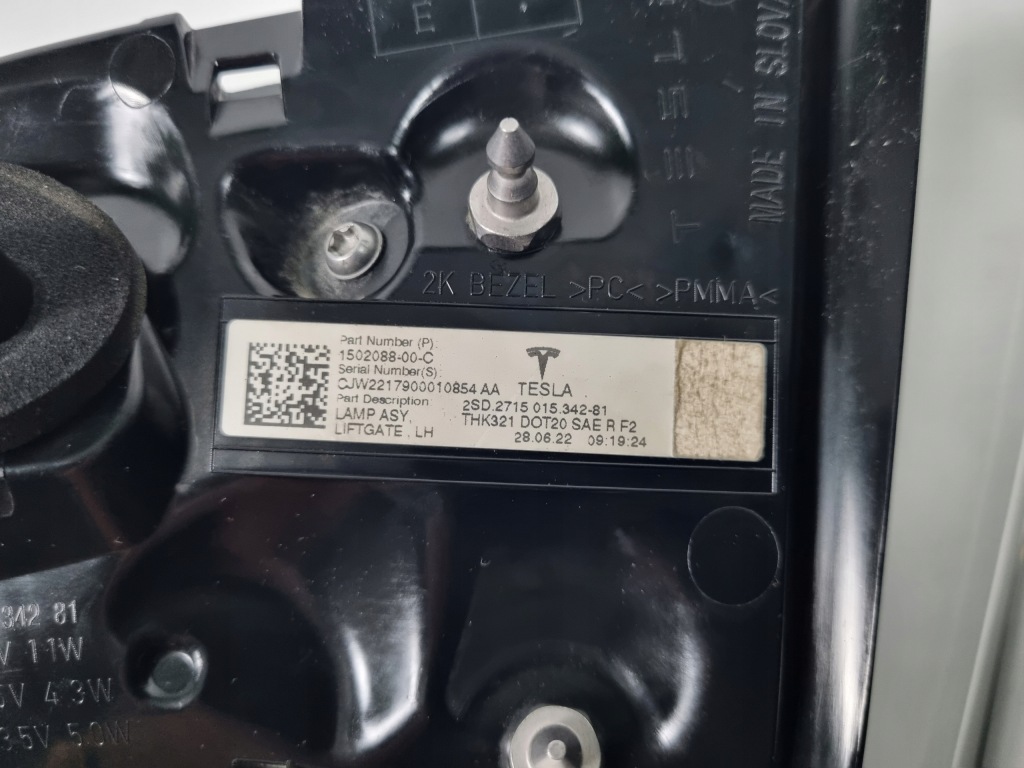 E
TESL
MADE IN SLOVA
2K BEZEL >PC< >PMMA<
Part Number (P):
1502088-00-C
Serial Number(S):
CJW2217900010854 AA
Part Description:
LAMP ASY,
LIFTGATE , LH
TESLA
2SD.2715 015.342-81
THK321 DOT20 SAE R F2
28.06.22 09:19:24
342 81
V 11W
5V 4.3W
3.5V 5.0W